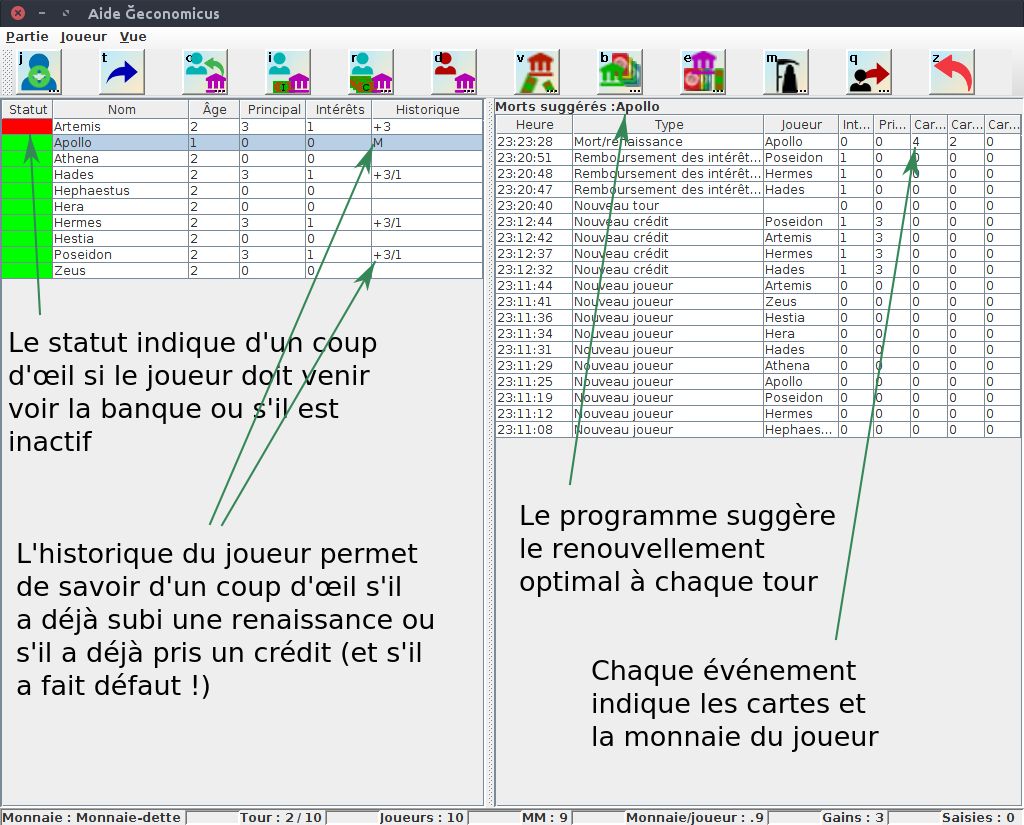 Aide Ğeconomicus
Partie Joueur Vue
j t c i r d v b e m q z
Statut Nom Âge Principal Intérêts Historique
Artemis 2 3 1 +3
Apollo 1 0 0 M
Athena 2 0 0
Hades 2 3 1 +3/1
Hephaestus 2 0 0
Hera 2 0 0
Hermes 2 3 1 +3/1
Hestia 2 0 0
Poseidon 2 3 1 +3/1
Zeus 2 0 0
Le statut indique d'un coup
d'œil si le joueur doit venir
voir la banque ou s'il est
inactif
L'historique du joueur permet
de savoir d'un coup d'œil s'il
a déjà subi une renaissance ou
s'il a déjà pris un crédit (et s'il
a fait défaut !)
Morts suggérés :Apollo
Heure Type Joueur Int... Pri... Car... Car... Car...
23:23:28 Mort/renaissance Apollo 0 0 4 2 0
23:20:51 Remboursement des intérêt... Poseidon 1 0 0 0 0
23:20:48 Remboursement des intérêt... Hermes 1 0 0 0 0
23:20:47 Remboursement des intérêt... Hades 1 0 0 0 0
23:20:40 Nouveau tour 0 0 0 0 0
23:12:44 Nouveau crédit Poseidon 1 3 0 0 0
23:12:42 Nouveau crédit Artemis 1 3 0 0 0
23:12:37 Nouveau crédit Hermes 1 3 0 0 0
23:12:32 Nouveau crédit Hades 1 3 0 0 0
23:11:44 Nouveau joueur Artemis 0 0 0 0 0
23:11:41 Nouveau joueur Zeus 0 0 0 0 0
23:11:36 Nouveau joueur Hestia 0 0 0 0 0
23:11:34 Nouveau joueur Hera 0 0 0 0 0
23:11:31 Nouveau joueur Hades 0 0 0 0 0
23:11:29 Nouveau joueur Athena 0 0 0 0 0
23:11:25 Nouveau joueur Apollo 0 0 0 0 0
23:11:19 Nouveau joueur Poseidon 0 0 0 0 0
23:11:12 Nouveau joueur Hermes 0 0 0 0 0
23:11:08 Nouveau joueur Hephaes... 0 0 0 0 0
Le programme suggère
le renouvellement
optimal à chaque tour
Chaque événement
indique les cartes et
la monnaie du joueur
Monnaie : Monnaie-dette Tour : 2 / 10 Joueurs : 10 MM : 9 Monnaie/joueur : .9 Gains : 3 Saisies : 0